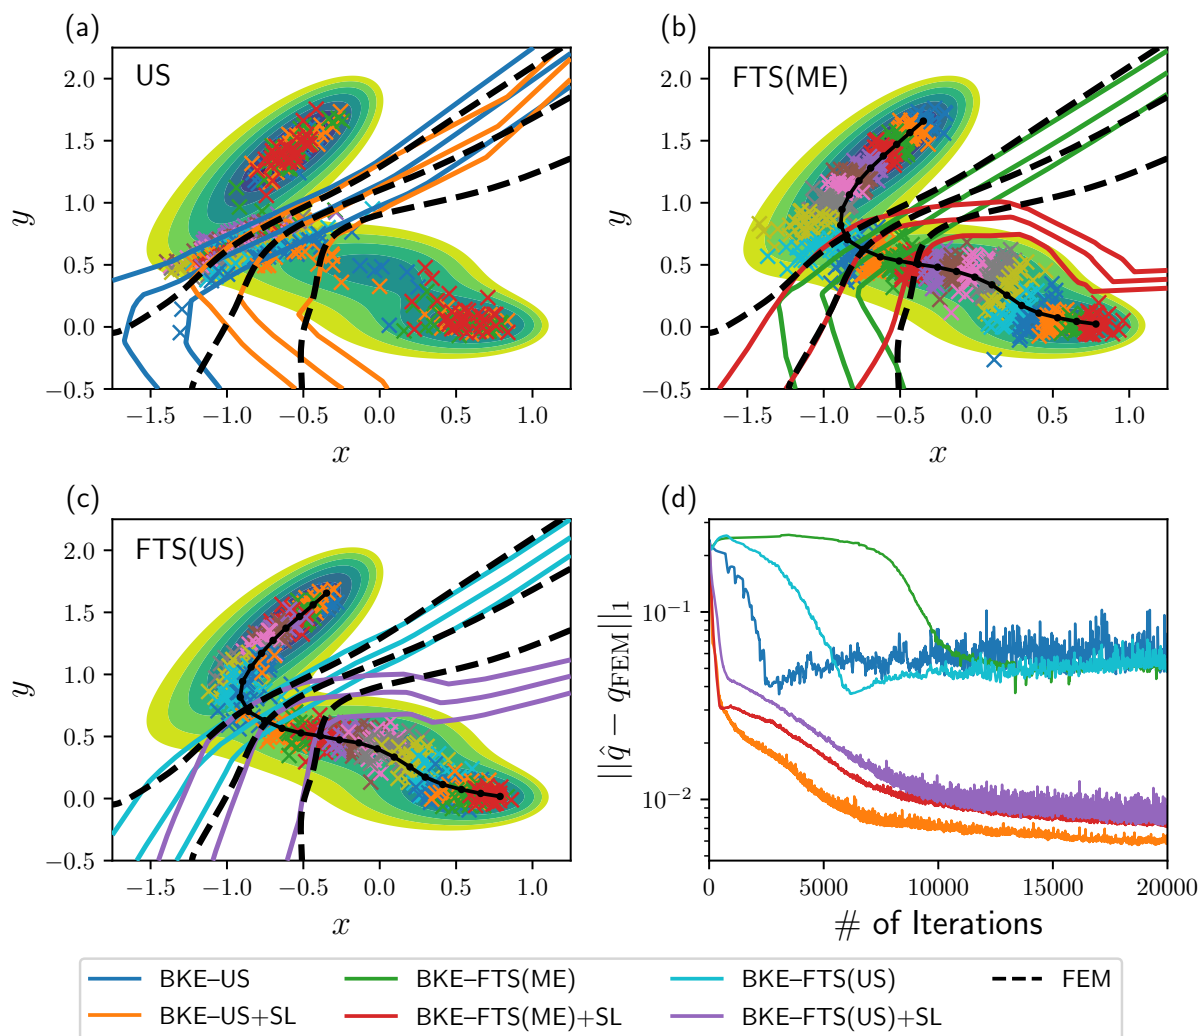 (a)
US
2.0
1.5
1.0
0.5
0.0
−0.5
y
−1.5 −1.0 −0.5 0.0 0.5 1.0
x
(b)
FTS(ME)
2.0
1.5
1.0
0.5
0.0
−0.5
y
−1.5 −1.0 −0.5 0.0 0.5 1.0
x
(c)
FTS(US)
2.0
1.5
1.0
0.5
0.0
−0.5
y
−1.5 −1.0 −0.5 0.0 0.5 1.0
x
(d)
10⁻¹
10⁻²
||q̂ − q_FEM||₁
0 5000 10000 15000 20000
# of Iterations
BKE–US BKE–FTS(ME) BKE–FTS(US) FEM
BKE–US+SL BKE–FTS(ME)+SL BKE–FTS(US)+SL